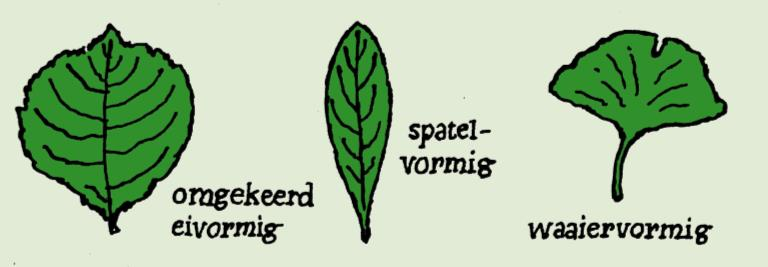 omgekeerd
eivormig
spatel-
vormig
waaiervormig